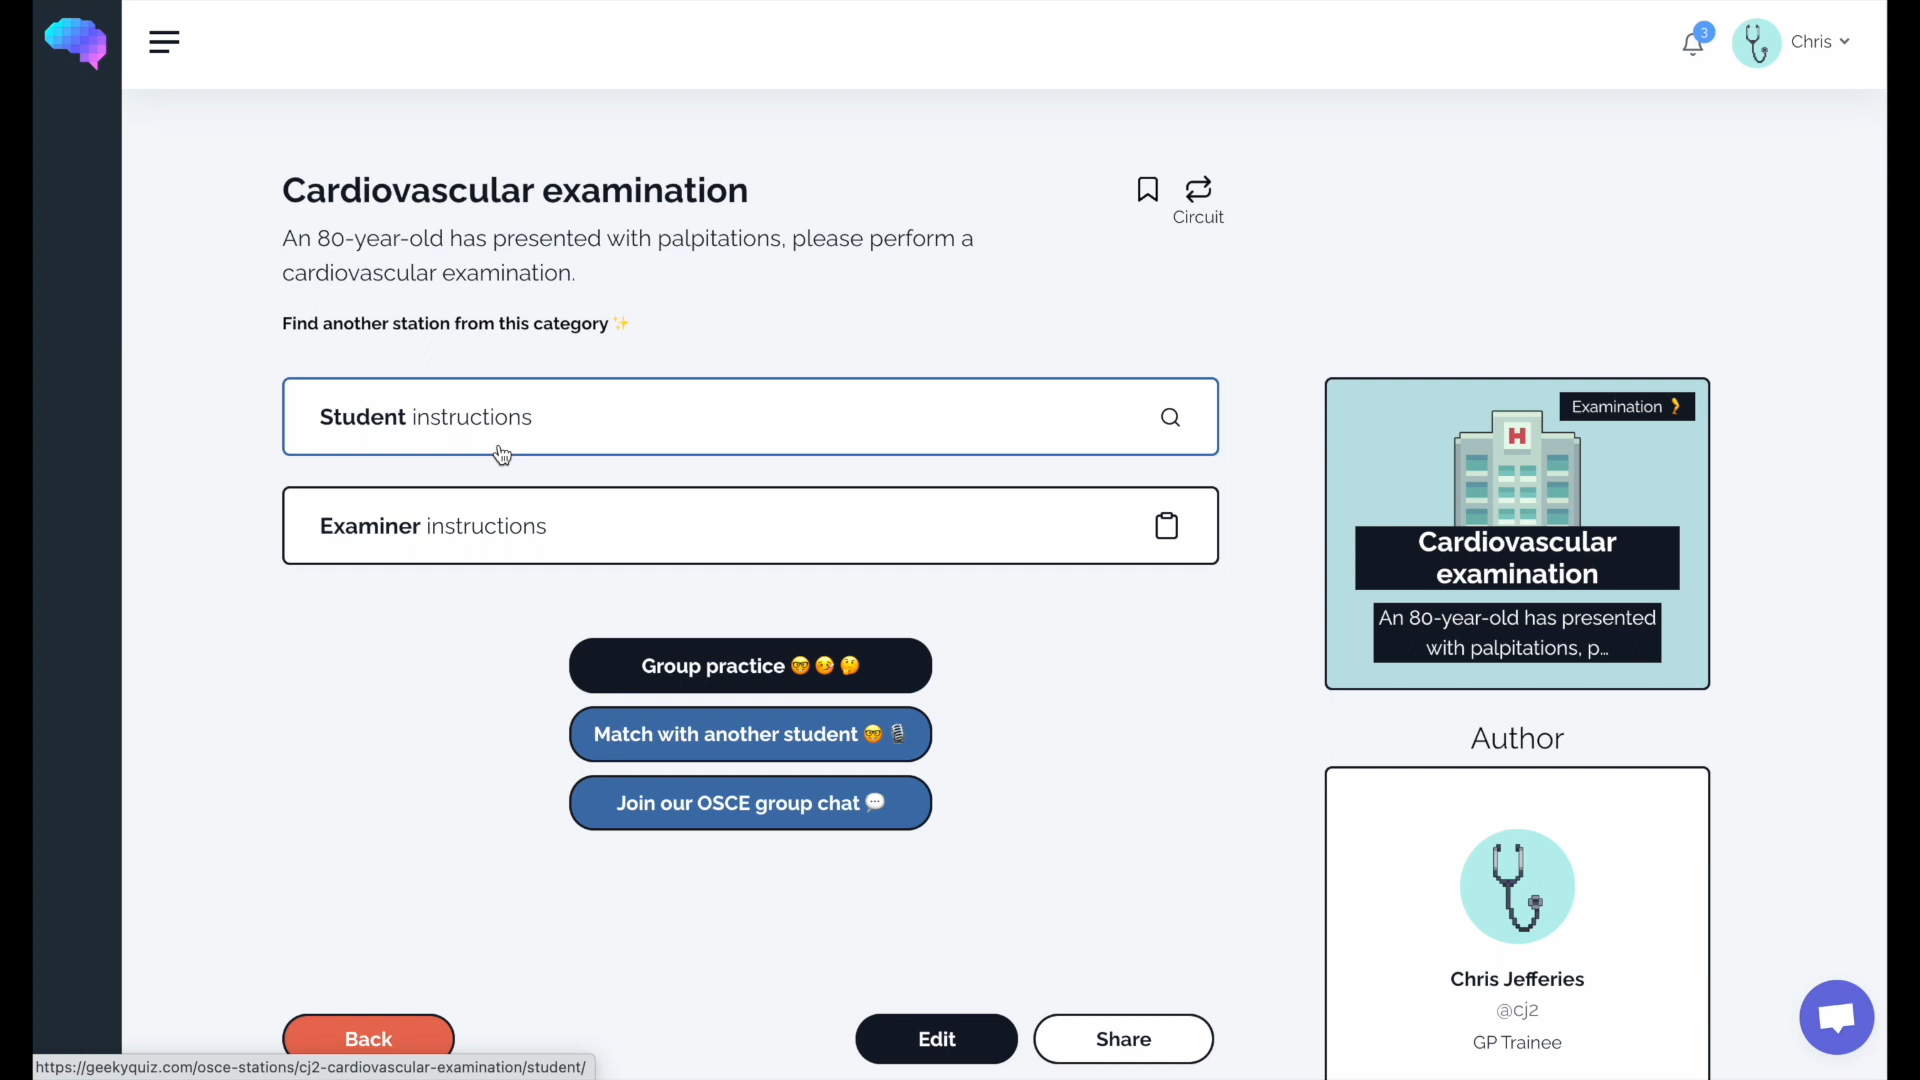 3
Chris
Cardiovascular examination
Circuit
An 80-year-old has presented with palpitations, please perform a
cardiovascular examination.
Find another station from this category ✨
Student instructions
Examiner instructions
Group practice 🤓 🤒 🤔
Match with another student 🤓 🎙
Join our OSCE group chat 💬
Back
Edit
Share
Examination
H
Cardiovascular
examination
An 80-year-old has presented
with palpitations, p...
Author
Chris Jefferies
@cj2
GP Trainee
https://geekyquiz.com/osce-stations/cj2-cardiovascular-examination/student/